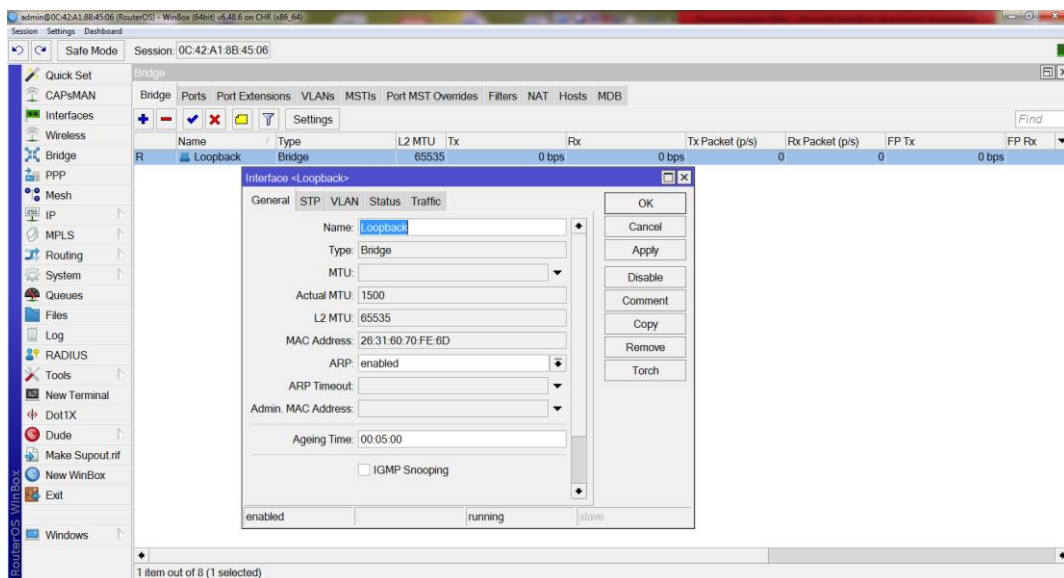 admin@0C:42:A1:8B:45:06 (RouterOS) - WinBox (64bit) v6.48.6 on CHR (x86_64)
Session Settings Dashboard
Safe Mode Session: 0C:42:A1:8B:45:06
Quick Set
CAPsMAN
Interfaces
Wireless
Bridge
PPP
Mesh
IP
MPLS
Routing
System
Queues
Files
Log
RADIUS
Tools
New Terminal
Dot1X
Dude
Make Supout.rif
New WinBox
Exit
Windows
RouterOS WinBox
Bridge
Bridge Ports Port Extensions VLANs MSTIs Port MST Overrides Filters NAT Hosts MDB
Settings Find
Name Type L2 MTU Tx Rx Tx Packet (p/s) Rx Packet (p/s) FP Tx FP Rx
R Loopback Bridge 65535 0 bps 0 bps 0 0 0 bps
Interface <Loopback>
General STP VLAN Status Traffic
Name: Loopback
Type: Bridge
MTU:
Actual MTU: 1500
L2 MTU: 65535
MAC Address: 26:31:60:70:FE:6D
ARP: enabled
ARP Timeout:
Admin. MAC Address:
Ageing Time: 00:05:00
IGMP Snooping
enabled running slave
OK
Cancel
Apply
Disable
Comment
Copy
Remove
Torch
1 item out of 8 (1 selected)